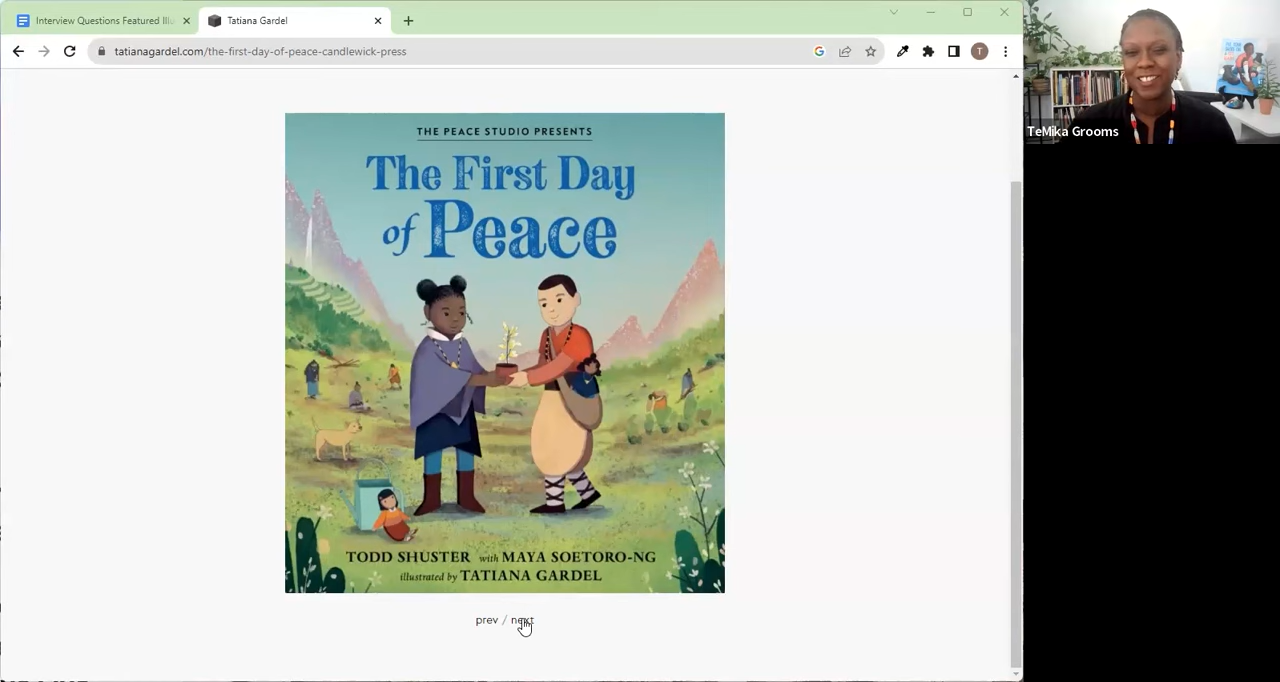 Interview Questions Featured Illu
Tatiana Gardel
tatianagardel.com/the-first-day-of-peace-candlewick-press
T
THE PEACE STUDIO PRESENTS
The First Day
of Peace
TODD SHUSTER with MAYA SOETORO-NG
illustrated by TATIANA GARDEL
prev / next
TeMika Grooms